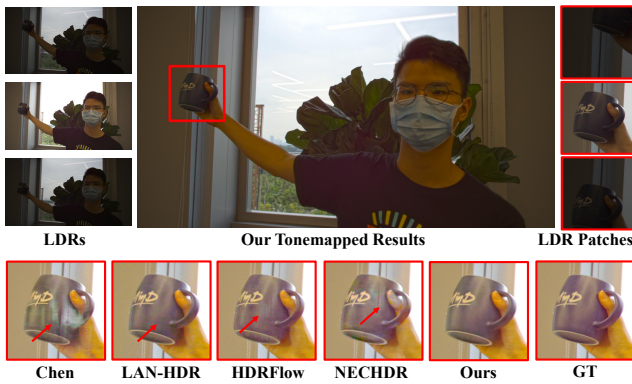 LDRs
Our Tonemapped Results
LDR Patches
Chen
LAN-HDR
HDRFlow
NECHDR
Ours
GT